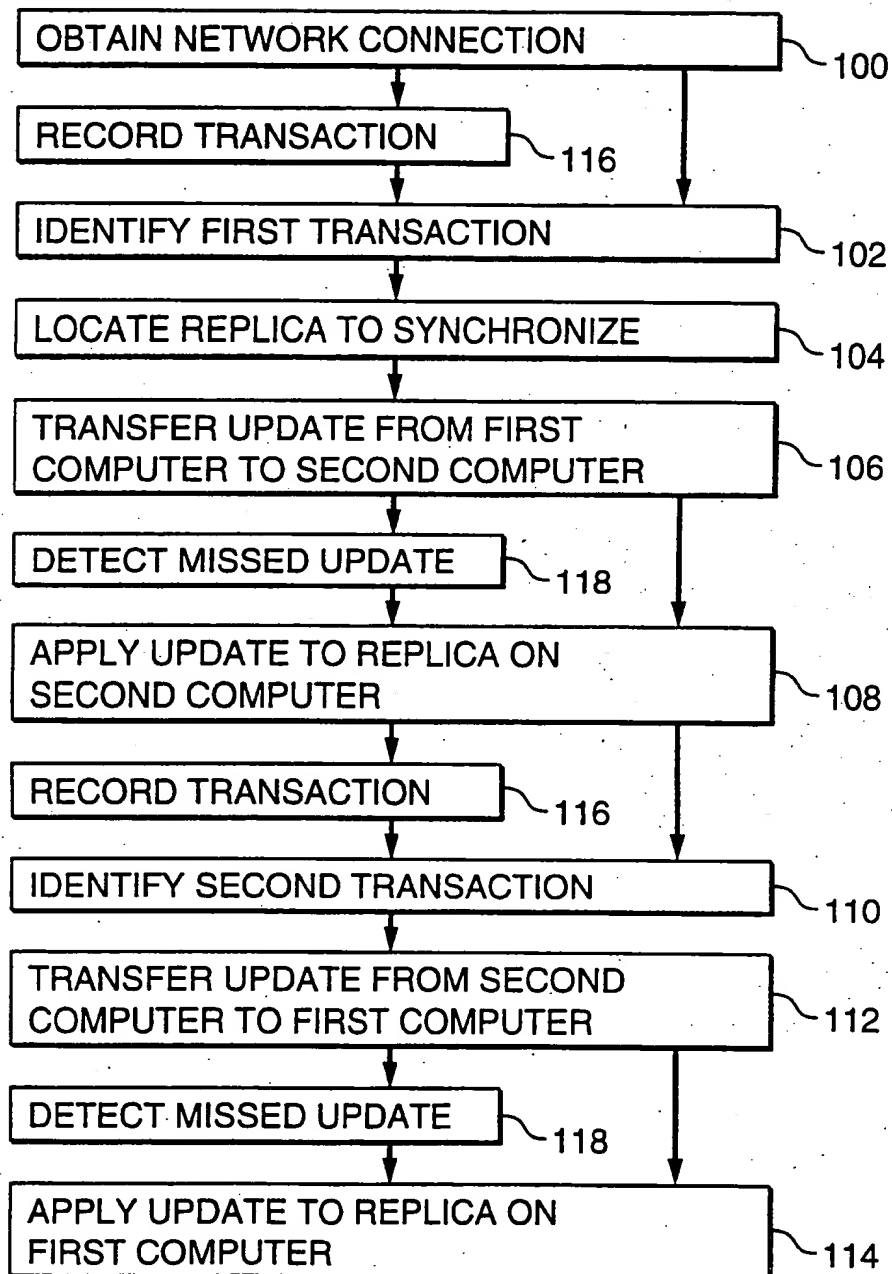 OBTAIN NETWORK CONNECTION
100
RECORD TRANSACTION
116
IDENTIFY FIRST TRANSACTION
102
LOCATE REPLICA TO SYNCHRONIZE
104
TRANSFER UPDATE FROM FIRST
COMPUTER TO SECOND COMPUTER
106
DETECT MISSED UPDATE
118
APPLY UPDATE TO REPLICA ON
SECOND COMPUTER
108
RECORD TRANSACTION
116
IDENTIFY SECOND TRANSACTION
110
TRANSFER UPDATE FROM SECOND
COMPUTER TO FIRST COMPUTER
112
DETECT MISSED UPDATE
118
APPLY UPDATE TO REPLICA ON
FIRST COMPUTER
114